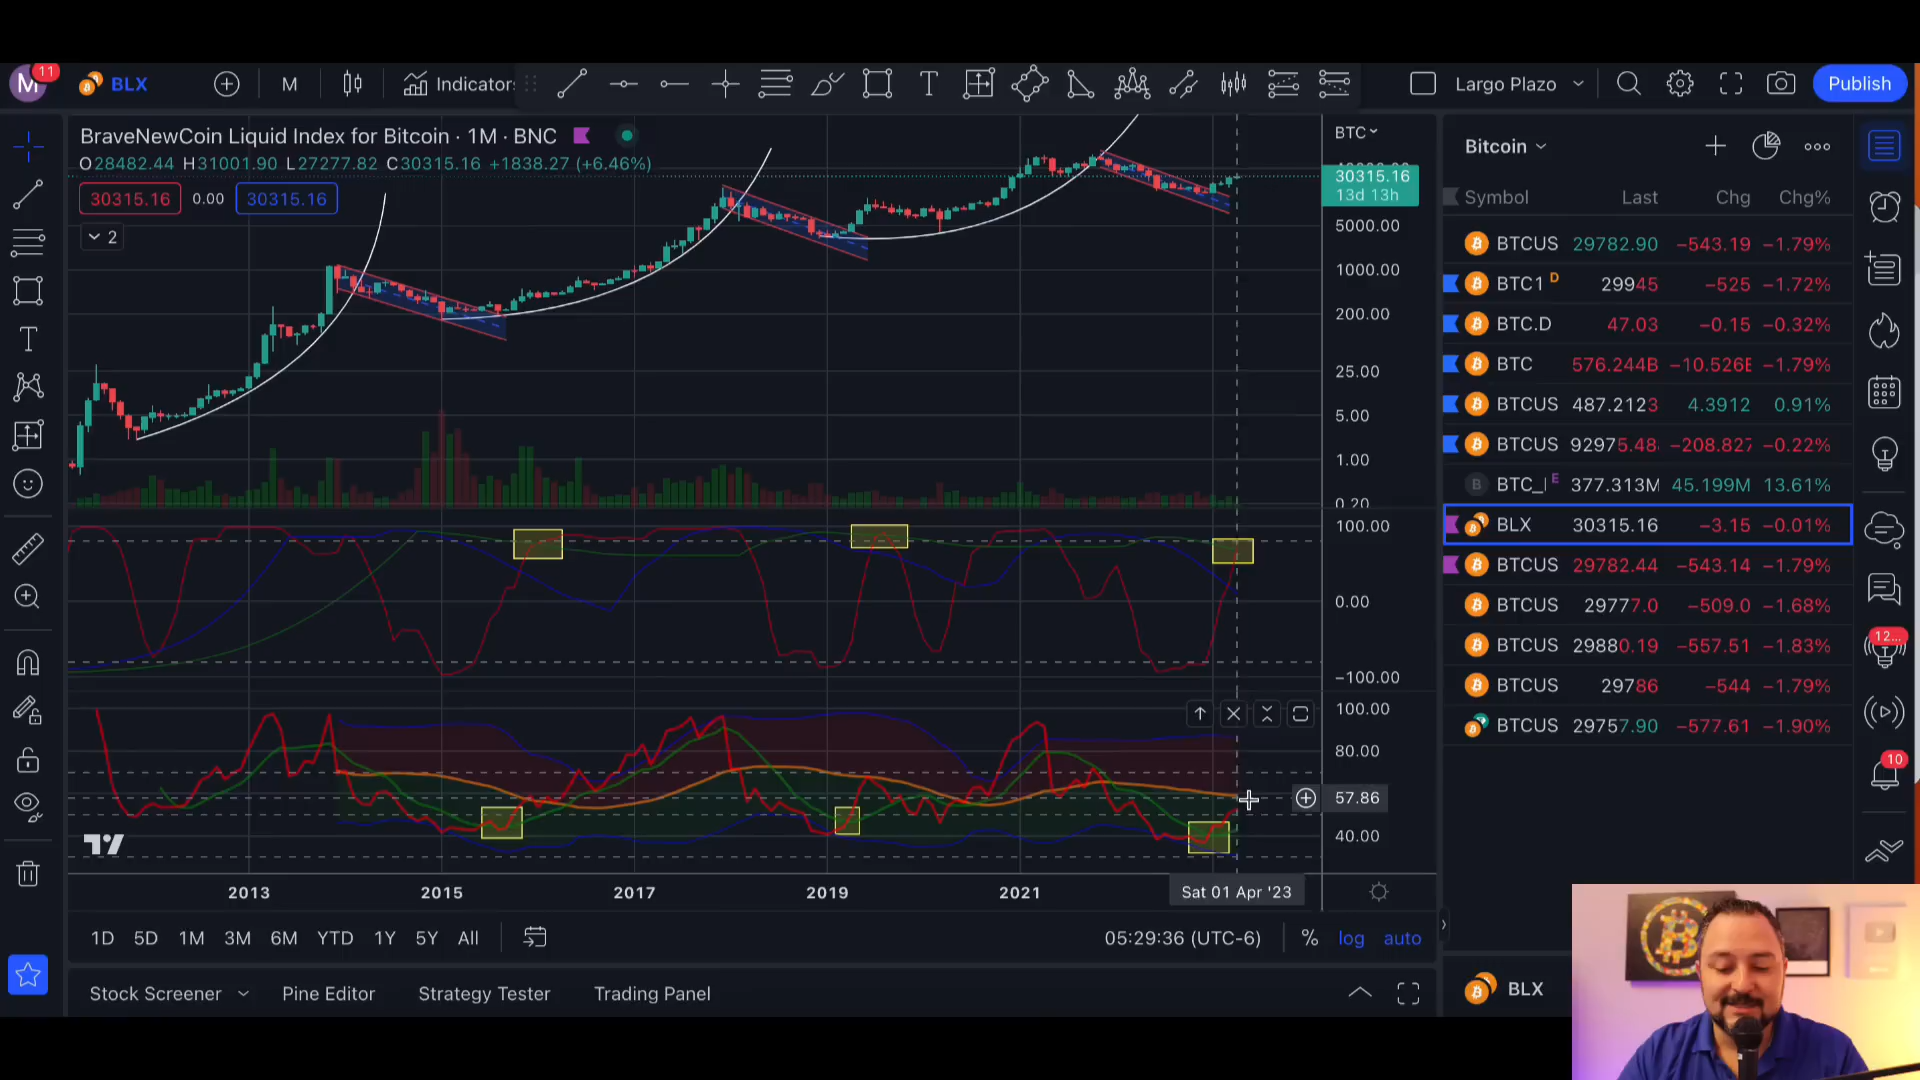 M 11 BLX M Indicators T Largo Plazo Publish
BraveNewCoin Liquid Index for Bitcoin · 1M · BNC
O28482.44 H31001.90 L27277.82 C30315.16 +1838.27 (+6.46%)
30315.16 0.00 30315.16
2
BTC
30315.16
13d 13h
5000.00
1000.00
200.00
25.00
5.00
1.00
0.20
100.00
0.00
−100.00
100.00
80.00
57.86
40.00
2013 2015 2017 2019 2021 Sat 01 Apr '23
1D 5D 1M 3M 6M YTD 1Y 5Y All 05:29:36 (UTC-6) % log auto
Stock Screener Pine Editor Strategy Tester Trading Panel
Bitcoin
Symbol Last Chg Chg%
BTCUS 29782.90 −543.19 −1.79%
BTC1 D 29945 −525 −1.72%
BTC.D 47.03 −0.15 −0.32%
BTC 576.244B −10.526B −1.79%
BTCUS 487.2123 4.3912 0.91%
BTCUS 92975.48 −208.827 −0.22%
B BTC_ E 377.313M 45.199M 13.61%
BLX 30315.16 −3.15 −0.01%
BTCUS 29782.44 −543.14 −1.79%
BTCUS 29777.0 −509.0 −1.68%
BTCUS 29880.19 −557.51 −1.83%
BTCUS 29786 −544 −1.79%
BTCUS 29757.90 −577.61 −1.90%
12...
10
BLX